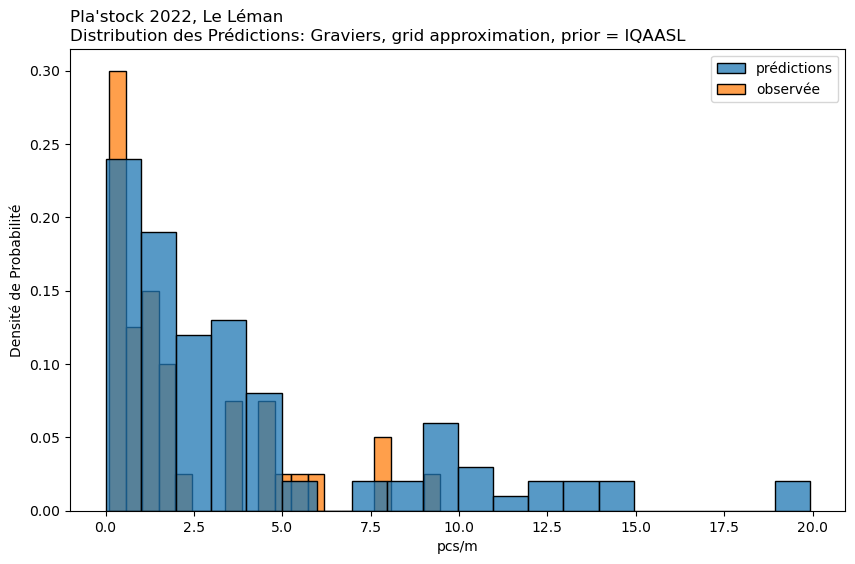 Pla'stock 2022, Le Léman
Distribution des Prédictions: Graviers, grid approximation, prior = IQAASL
prédictions
observée
0.30
0.25
0.20
0.15
0.10
0.05
0.00
Densité de Probabilité
0.0 2.5 5.0 7.5 10.0 12.5 15.0 17.5 20.0
pcs/m